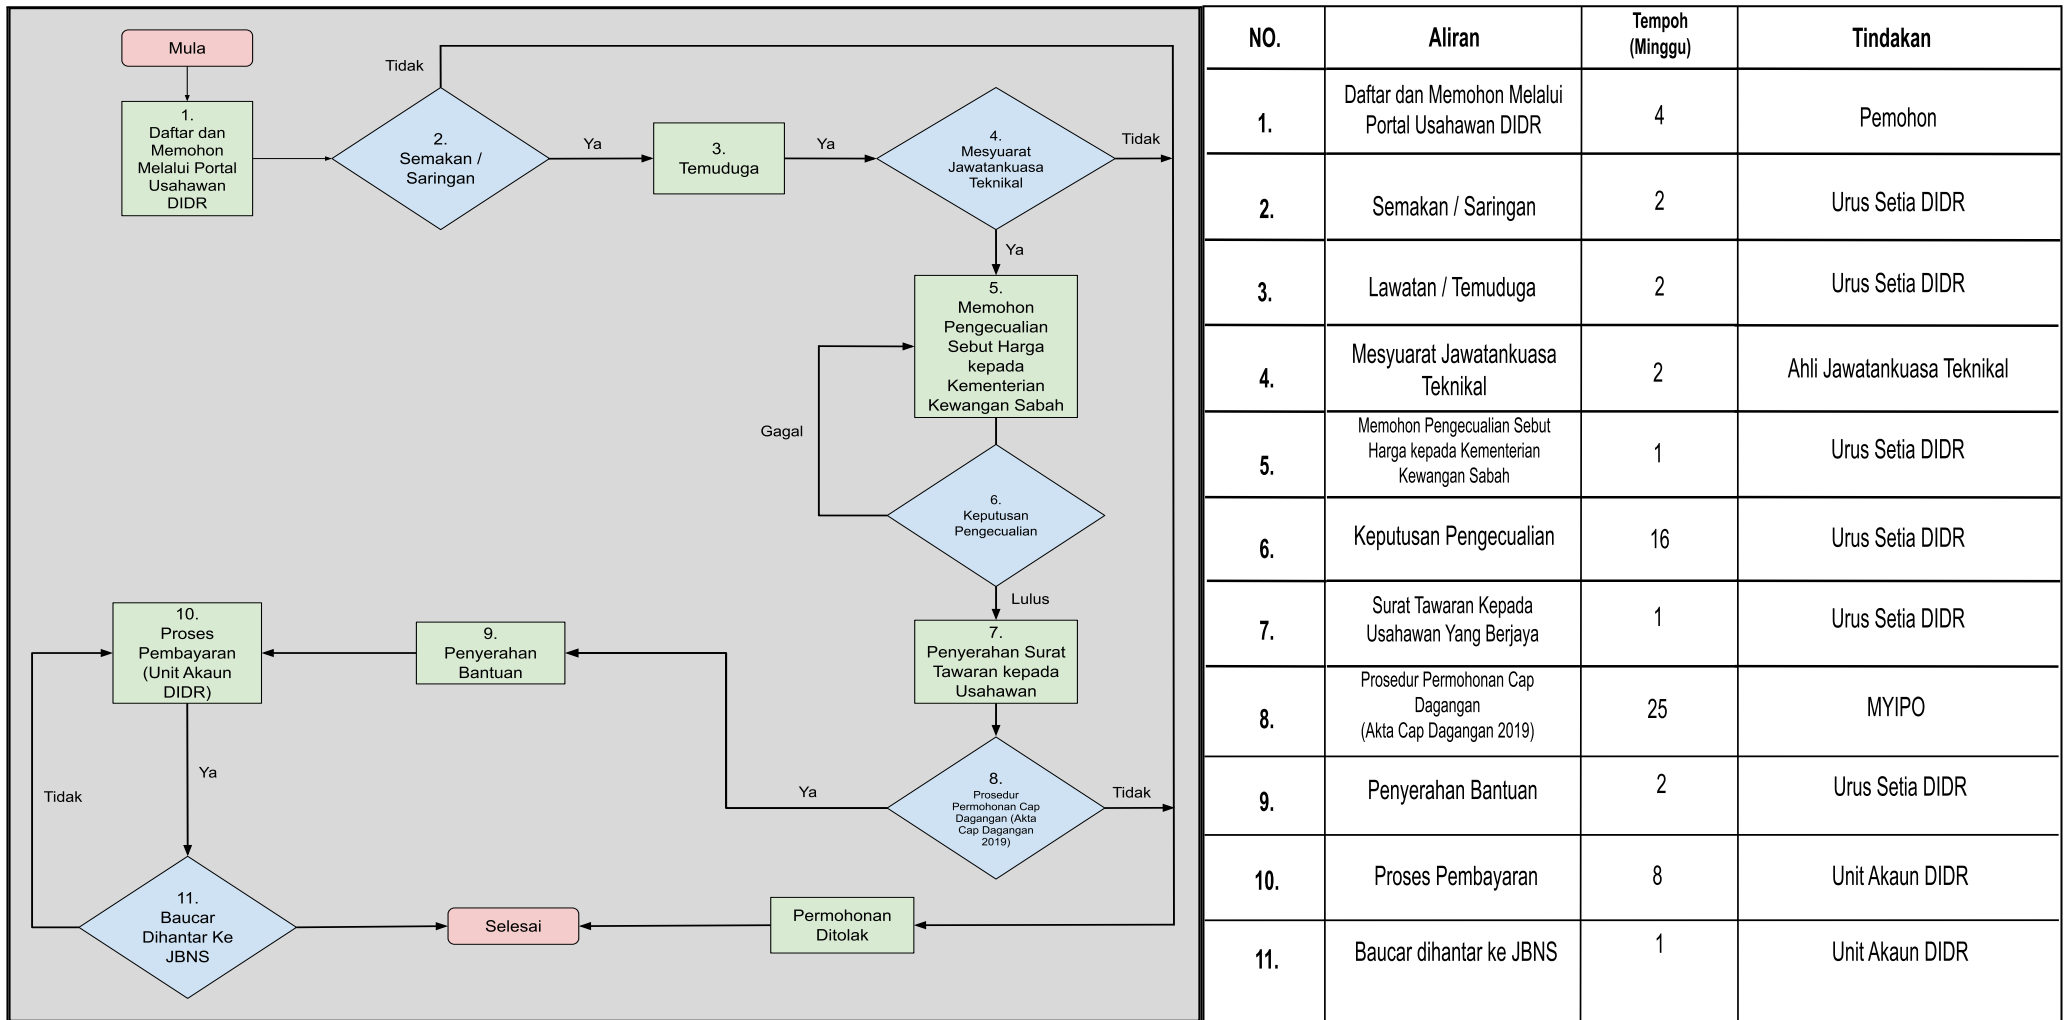 Mula
1.
Daftar dan
Memohon
Melalui Portal
Usahawan
DIDR
Tidak
2.
Semakan /
Saringan
Ya
3.
Temuduga
Ya
4.
Mesyuarat
Jawatankuasa
Teknikal
Tidak
Ya
5.
Memohon
Pengecualian
Sebut Harga
kepada
Kementerian
Kewangan Sabah
Gagal
6.
Keputusan
Pengecualian
Lulus
7.
Penyerahan Surat
Tawaran kepada
Usahawan
8.
Prosedur
Permohonan Cap
Dagangan (Akta
Cap Dagangan
2019)
Tidak
Ya
9.
Penyerahan
Bantuan
10.
Proses
Pembayaran
(Unit Akaun
DIDR)
Ya
Tidak
11.
Baucar
Dihantar Ke
JBNS
Selesai
Permohonan
Ditolak
NO.
Aliran
Tempoh
(Minggu)
Tindakan
1.
Daftar dan Memohon Melalui
Portal Usahawan DIDR
4
Pemohon
2.
Semakan / Saringan
2
Urus Setia DIDR
3.
Lawatan / Temuduga
2
Urus Setia DIDR
4.
Mesyuarat Jawatankuasa
Teknikal
2
Ahli Jawatankuasa Teknikal
5.
Memohon Pengecualian Sebut
Harga kepada Kementerian
Kewangan Sabah
1
Urus Setia DIDR
6.
Keputusan Pengecualian
16
Urus Setia DIDR
7.
Surat Tawaran Kepada
Usahawan Yang Berjaya
1
Urus Setia DIDR
8.
Prosedur Permohonan Cap
Dagangan
(Akta Cap Dagangan 2019)
25
MYIPO
9.
Penyerahan Bantuan
2
Urus Setia DIDR
10.
Proses Pembayaran
8
Unit Akaun DIDR
11.
Baucar dihantar ke JBNS
1
Unit Akaun DIDR